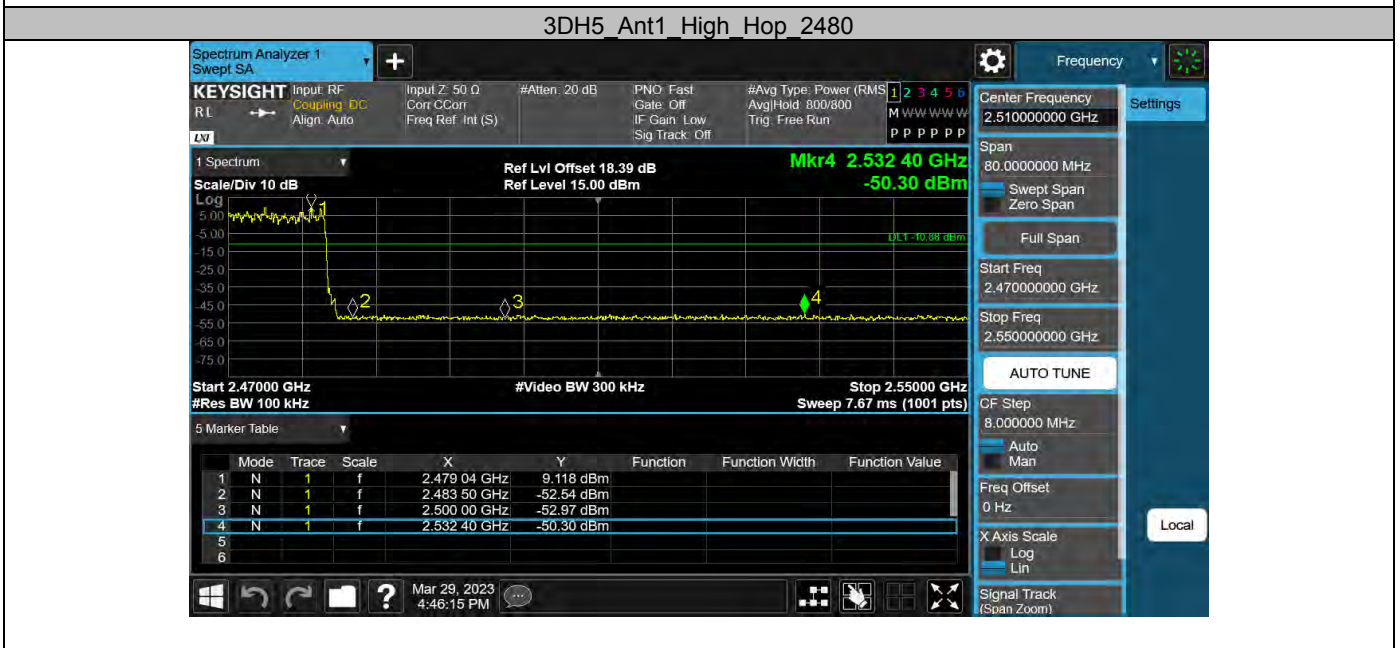 3DH5_Ant1_High_Hop_2480
Spectrum Analyzer 1
Swept SA
+
Frequency
KEYSIGHT
RL
LXI
Input: RF
Coupling: DC
Align: Auto
Input Z: 50 Ω
Corr CCorr
Freq Ref: Int (S)
#Atten: 20 dB
PNO: Fast
Gate: Off
IF Gain: Low
Sig Track: Off
#Avg Type: Power (RMS
Avg|Hold: 800/800
Trig: Free Run
1 2 3 4 5 6
M W W W W W
P P P P P P
1 Spectrum
Scale/Div 10 dB
Ref Lvl Offset 18.39 dB
Ref Level 15.00 dBm
Mkr4 2.532 40 GHz
-50.30 dBm
Log
5.00
-5.00
-15.0
-25.0
-35.0
-45.0
-55.0
-65.0
-75.0
1
2
3
4
DL1 -10.88 dBm
Start 2.47000 GHz
#Res BW 100 kHz
#Video BW 300 kHz
Stop 2.55000 GHz
Sweep 7.67 ms (1001 pts)
5 Marker Table
Mode Trace Scale X Y Function Function Width Function Value
1 N 1 f 2.479 04 GHz 9.118 dBm
2 N 1 f 2.483 50 GHz -52.54 dBm
3 N 1 f 2.500 00 GHz -52.97 dBm
4 N 1 f 2.532 40 GHz -50.30 dBm
5
6
?
Mar 29, 2023
4:46:15 PM
Center Frequency
2.510000000 GHz
Settings
Span
80.0000000 MHz
Swept Span
Zero Span
Full Span
Start Freq
2.470000000 GHz
Stop Freq
2.550000000 GHz
AUTO TUNE
CF Step
8.000000 MHz
Auto
Man
Freq Offset
0 Hz
Local
X Axis Scale
Log
Lin
Signal Track
(Span Zoom)